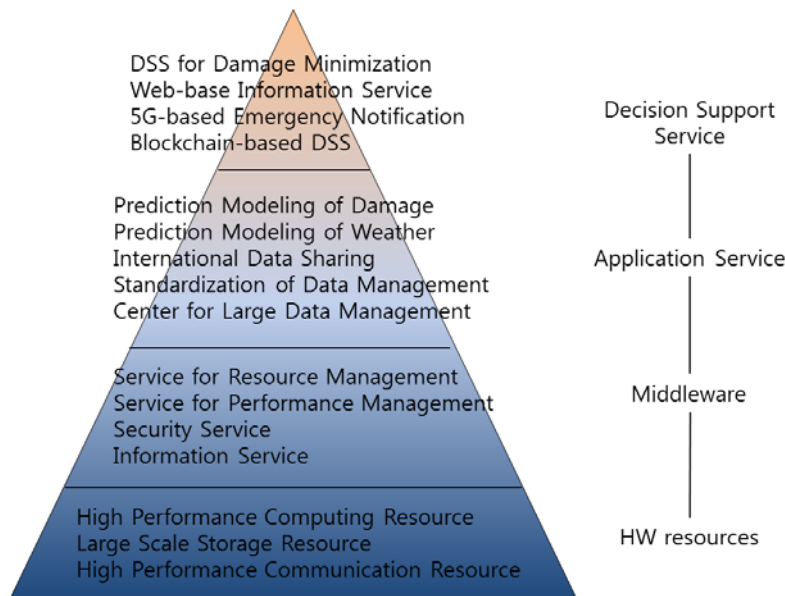 DSS for Damage Minimization
Web-base Information Service
5G-based Emergency Notification
Blockchain-based DSS
Decision Support
Service
Prediction Modeling of Damage
Prediction Modeling of Weather
International Data Sharing
Standardization of Data Management
Center for Large Data Management
Application Service
Service for Resource Management
Service for Performance Management
Security Service
Information Service
Middleware
High Performance Computing Resource
Large Scale Storage Resource
High Performance Communication Resource
HW resources